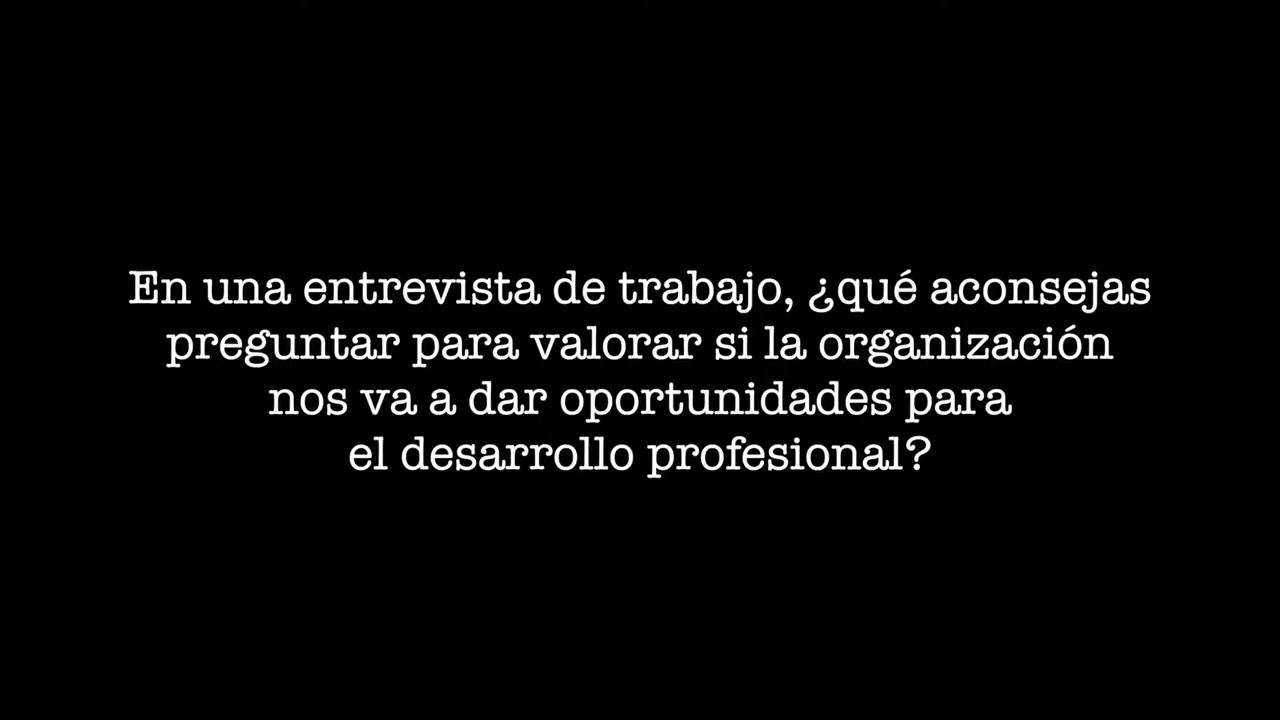 En una entrevista de trabajo, ¿qué aconsejas
preguntar para valorar si la organización
nos va a dar oportunidades para
el desarrollo profesional?